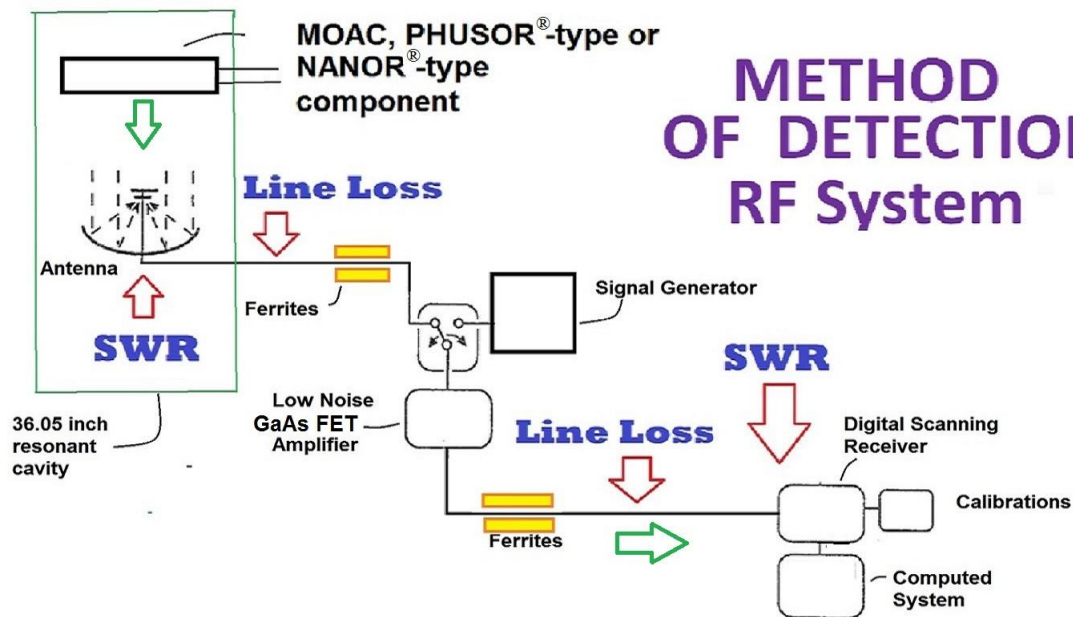 MOAC, PHUSOR®-type or
NANOR®-type
component
METHOD
OF DETECTION
RF System
Line Loss
Antenna
Ferrites
Signal Generator
SWR
SWR
36.05 inch
resonant
cavity
Low Noise
GaAs FET
Amplifier
Line Loss
Digital Scanning
Receiver
Calibrations
Ferrites
Computed
System